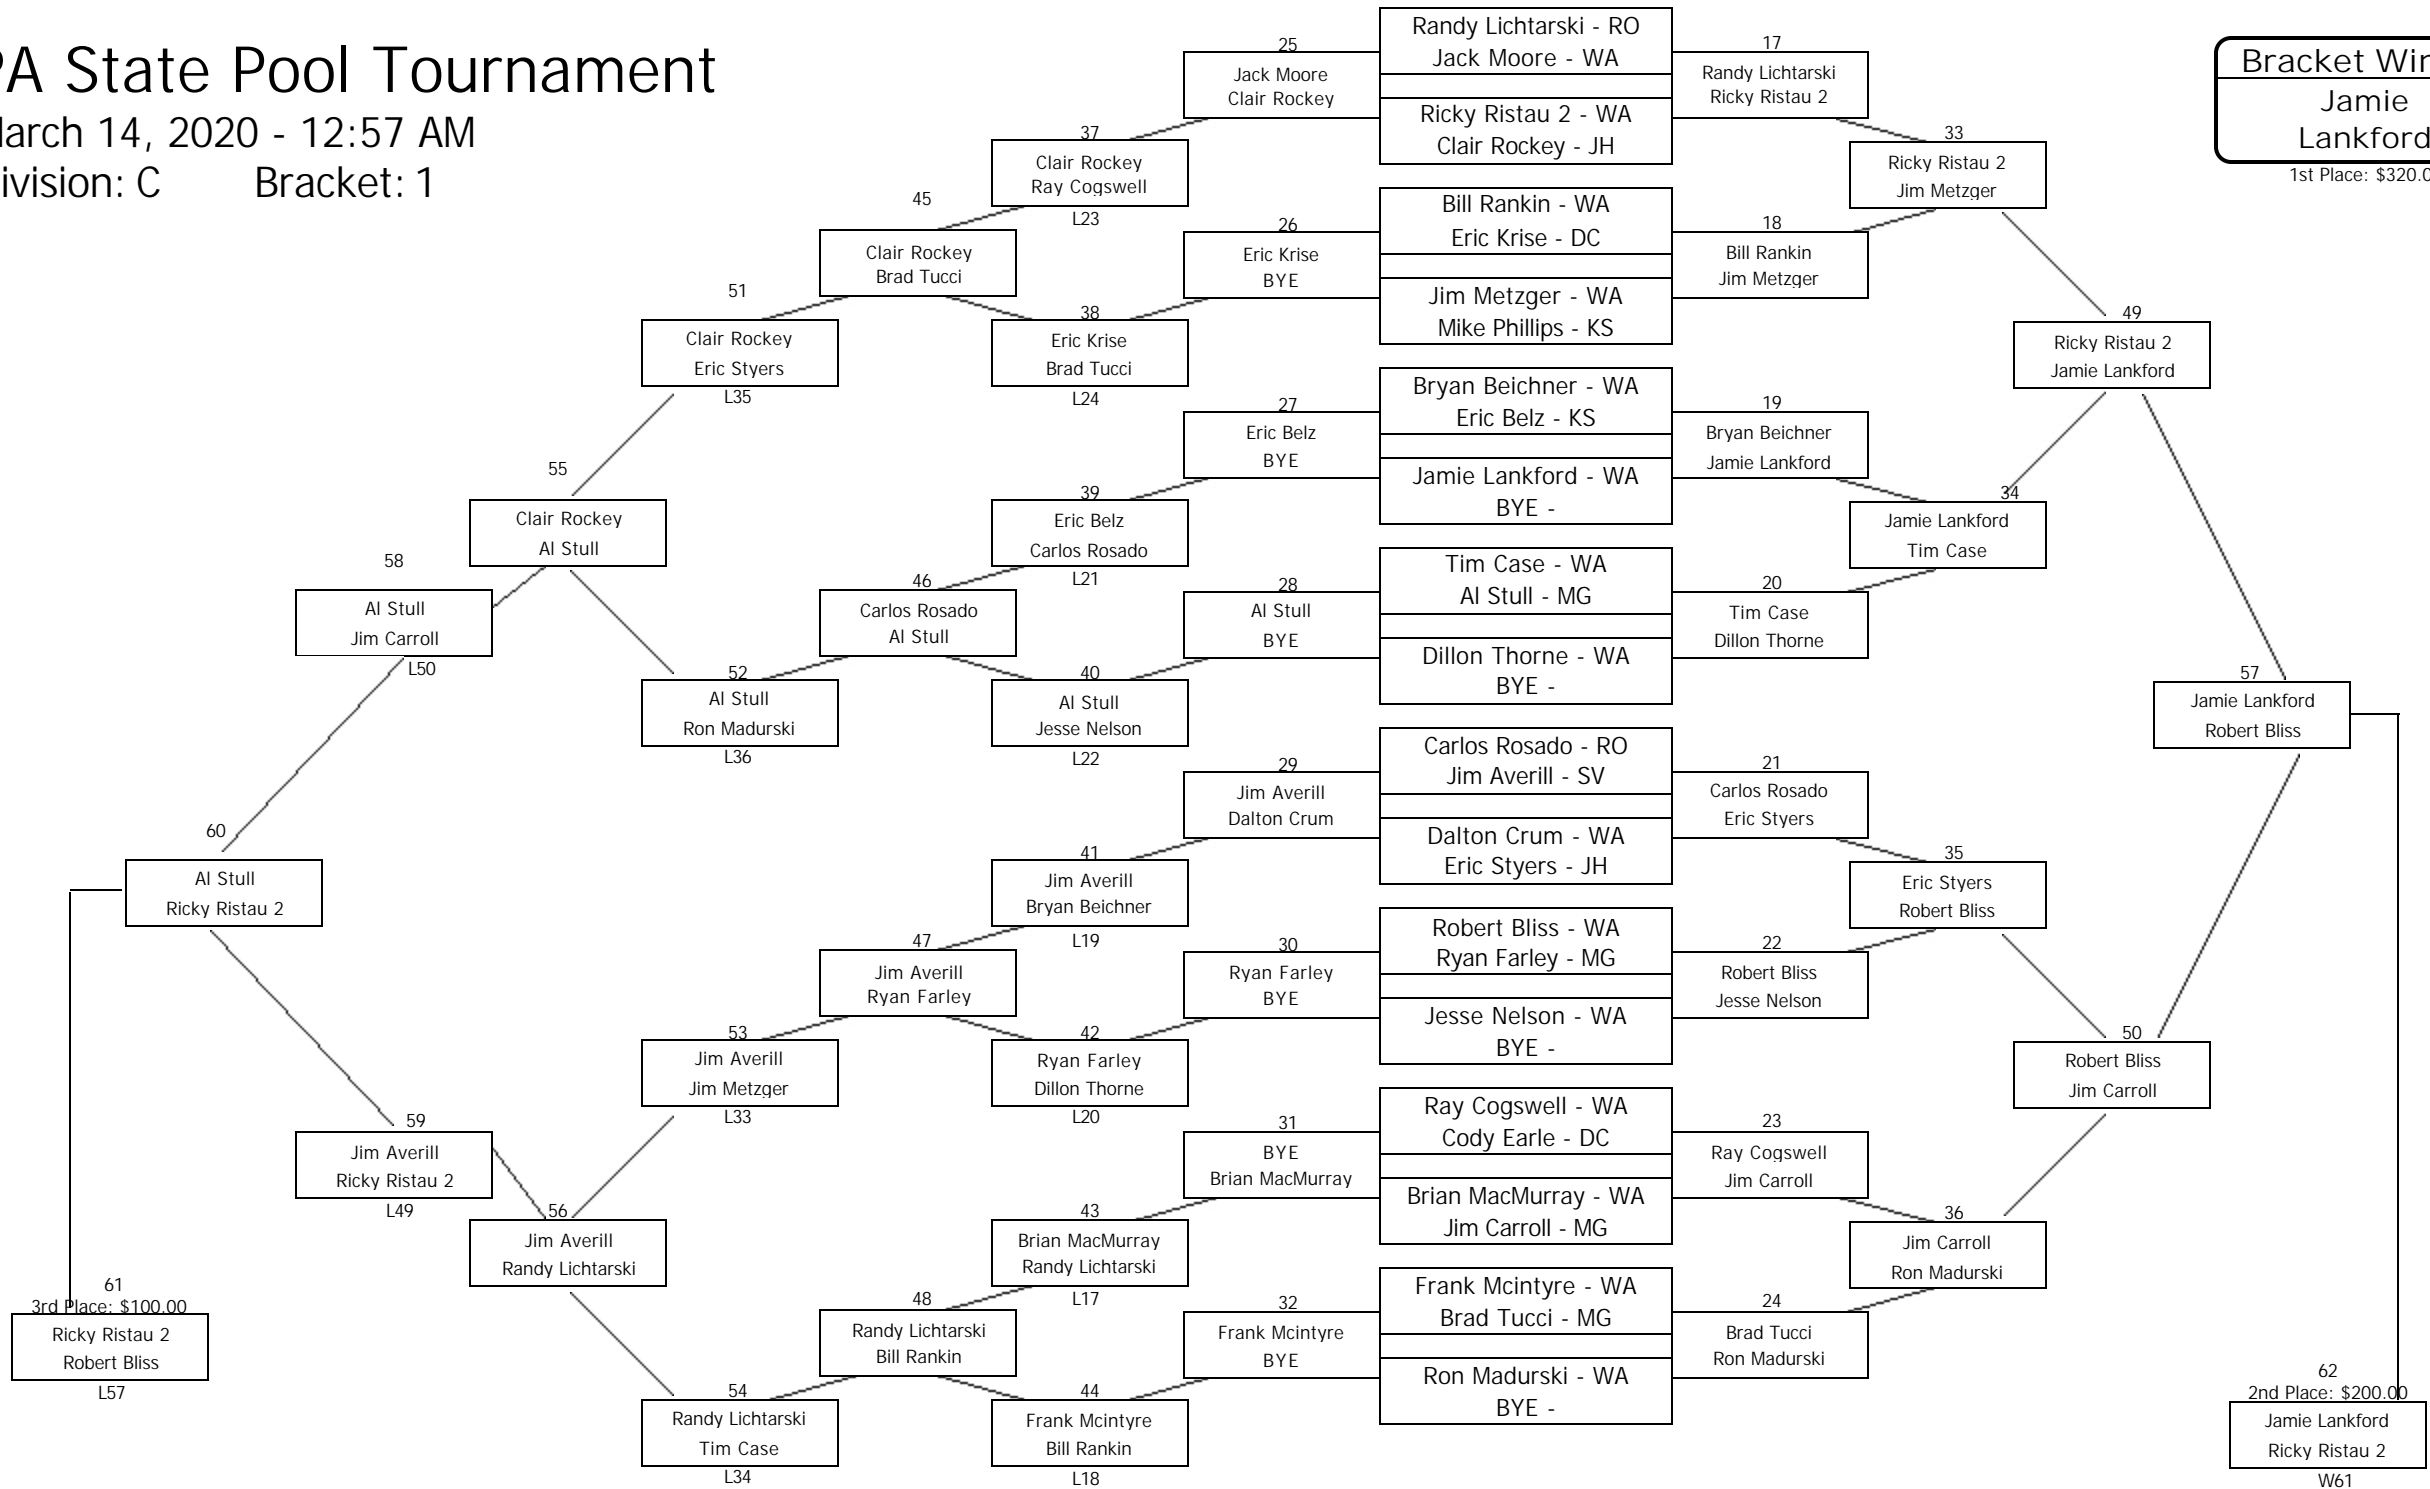 PA State Pool Tournament
March 14, 2020 - 12:57 AM
ivision: C Bracket: 1
Bracket Win
Jamie
Lankford
1st Place: $320.0
Randy Lichtarski - RO
Jack Moore - WA
Ricky Ristau 2 - WA
Clair Rockey - JH
Bill Rankin - WA
Eric Krise - DC
Jim Metzger - WA
Mike Phillips - KS
Bryan Beichner - WA
Eric Belz - KS
Jamie Lankford - WA
BYE -
Tim Case - WA
Al Stull - MG
Dillon Thorne - WA
BYE -
Carlos Rosado - RO
Jim Averill - SV
Dalton Crum - WA
Eric Styers - JH
Robert Bliss - WA
Ryan Farley - MG
Jesse Nelson - WA
BYE -
Ray Cogswell - WA
Cody Earle - DC
Brian MacMurray - WA
Jim Carroll - MG
Frank Mcintyre - WA
Brad Tucci - MG
Ron Madurski - WA
BYE -
17
Randy Lichtarski
Ricky Ristau 2
18
Bill Rankin
Jim Metzger
19
Bryan Beichner
Jamie Lankford
20
Tim Case
Dillon Thorne
21
Carlos Rosado
Eric Styers
22
Robert Bliss
Jesse Nelson
23
Ray Cogswell
Jim Carroll
24
Brad Tucci
Ron Madurski
25
Jack Moore
Clair Rockey
26
Eric Krise
BYE
27
Eric Belz
BYE
28
Al Stull
BYE
29
Jim Averill
Dalton Crum
30
Ryan Farley
BYE
31
BYE
Brian MacMurray
32
Frank Mcintyre
BYE
33
Ricky Ristau 2
Jim Metzger
34
Jamie Lankford
Tim Case
35
Eric Styers
Robert Bliss
36
Jim Carroll
Ron Madurski
37
Clair Rockey
Ray Cogswell
L23
38
Eric Krise
Brad Tucci
L24
39
Eric Belz
Carlos Rosado
L21
40
Al Stull
Jesse Nelson
L22
41
Jim Averill
Bryan Beichner
L19
42
Ryan Farley
Dillon Thorne
L20
43
Brian MacMurray
Randy Lichtarski
L17
44
Frank Mcintyre
Bill Rankin
L18
45
Clair Rockey
Brad Tucci
46
Carlos Rosado
Al Stull
47
Jim Averill
Ryan Farley
48
Randy Lichtarski
Bill Rankin
49
Ricky Ristau 2
Jamie Lankford
50
Robert Bliss
Jim Carroll
51
Clair Rockey
Eric Styers
L35
52
Al Stull
Ron Madurski
L36
53
Jim Averill
Jim Metzger
L33
54
Randy Lichtarski
Tim Case
L34
55
Clair Rockey
Al Stull
56
Jim Averill
Randy Lichtarski
57
Jamie Lankford
Robert Bliss
58
Al Stull
Jim Carroll
L50
59
Jim Averill
Ricky Ristau 2
L49
60
Al Stull
Ricky Ristau 2
61
3rd Place: $100.00
Ricky Ristau 2
Robert Bliss
L57
62
2nd Place: $200.00
Jamie Lankford
Ricky Ristau 2
W61